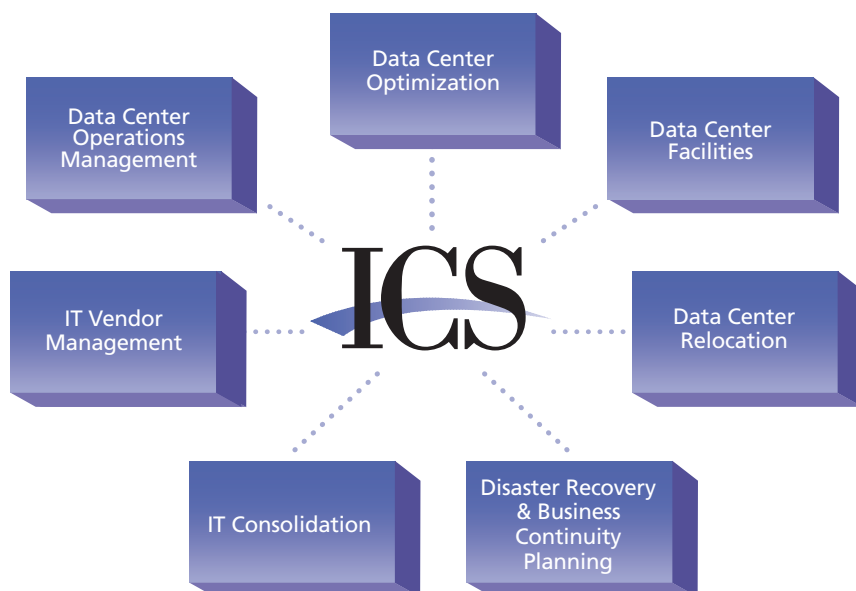 Data Center
Optimization
Data Center
Operations
Management
Data Center
Facilities
ICS
IT Vendor
Management
Data Center
Relocation
IT Consolidation
Disaster Recovery
& Business
Continuity
Planning